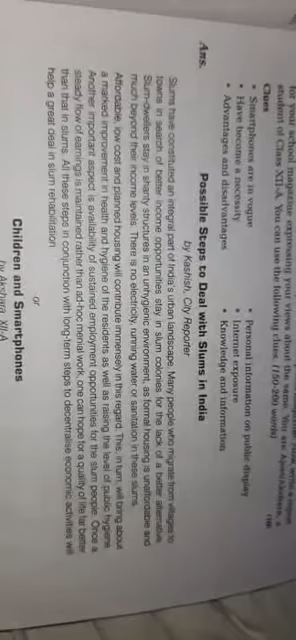 for your school magazine expressing your views about the same. You are
student of Class XII-A. You can use the following clues. (150-200 words)
Clues
• Smartphones are in vogue
• Personal information on public display
• Have become a necessity
• Internet exposure
• Advantages and disadvantages
• Knowledge and information
Ans.
Possible Steps to Deal with Slums in India
by Kashish, City Reporter
Slums have constituted an integral part of India's urban landscape. Many people who migrate from villages to
towns in search of better income opportunities stay in slum colonies for the lack of a better alternative.
Slum-dwellers stay in shanty structures in an unhygienic environment, as formal housing is unaffordable and
much beyond their income levels. There is no electricity, running water or sanitation in these slums.
Affordable, low cost and planned housing will contribute immensely in this regard. This, in turn, will bring about
a marked improvement in health and hygiene of the residents as well as raising the level of public hygiene.
Another important aspect is availability of sustained employment opportunities for the slum people. Once a
steady flow of earnings is maintained rather than ad-hoc menial work, one can hope for a quality of life far better
than that in slums. All these steps in conjunction with long-term steps to decentralise economic activities will
help a great deal in slum rehabilitation.
or
Children and Smartphones
by Akshara, XII-A